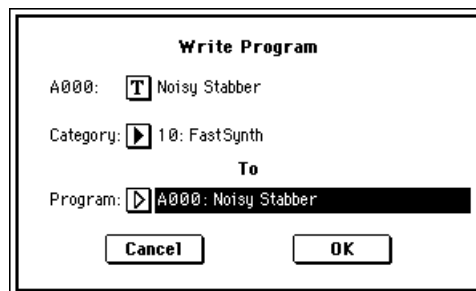 Write Program
A000: T Noisy Stabber
Category: 10: FastSynth
To
Program: A000: Noisy Stabber
Cancel OK